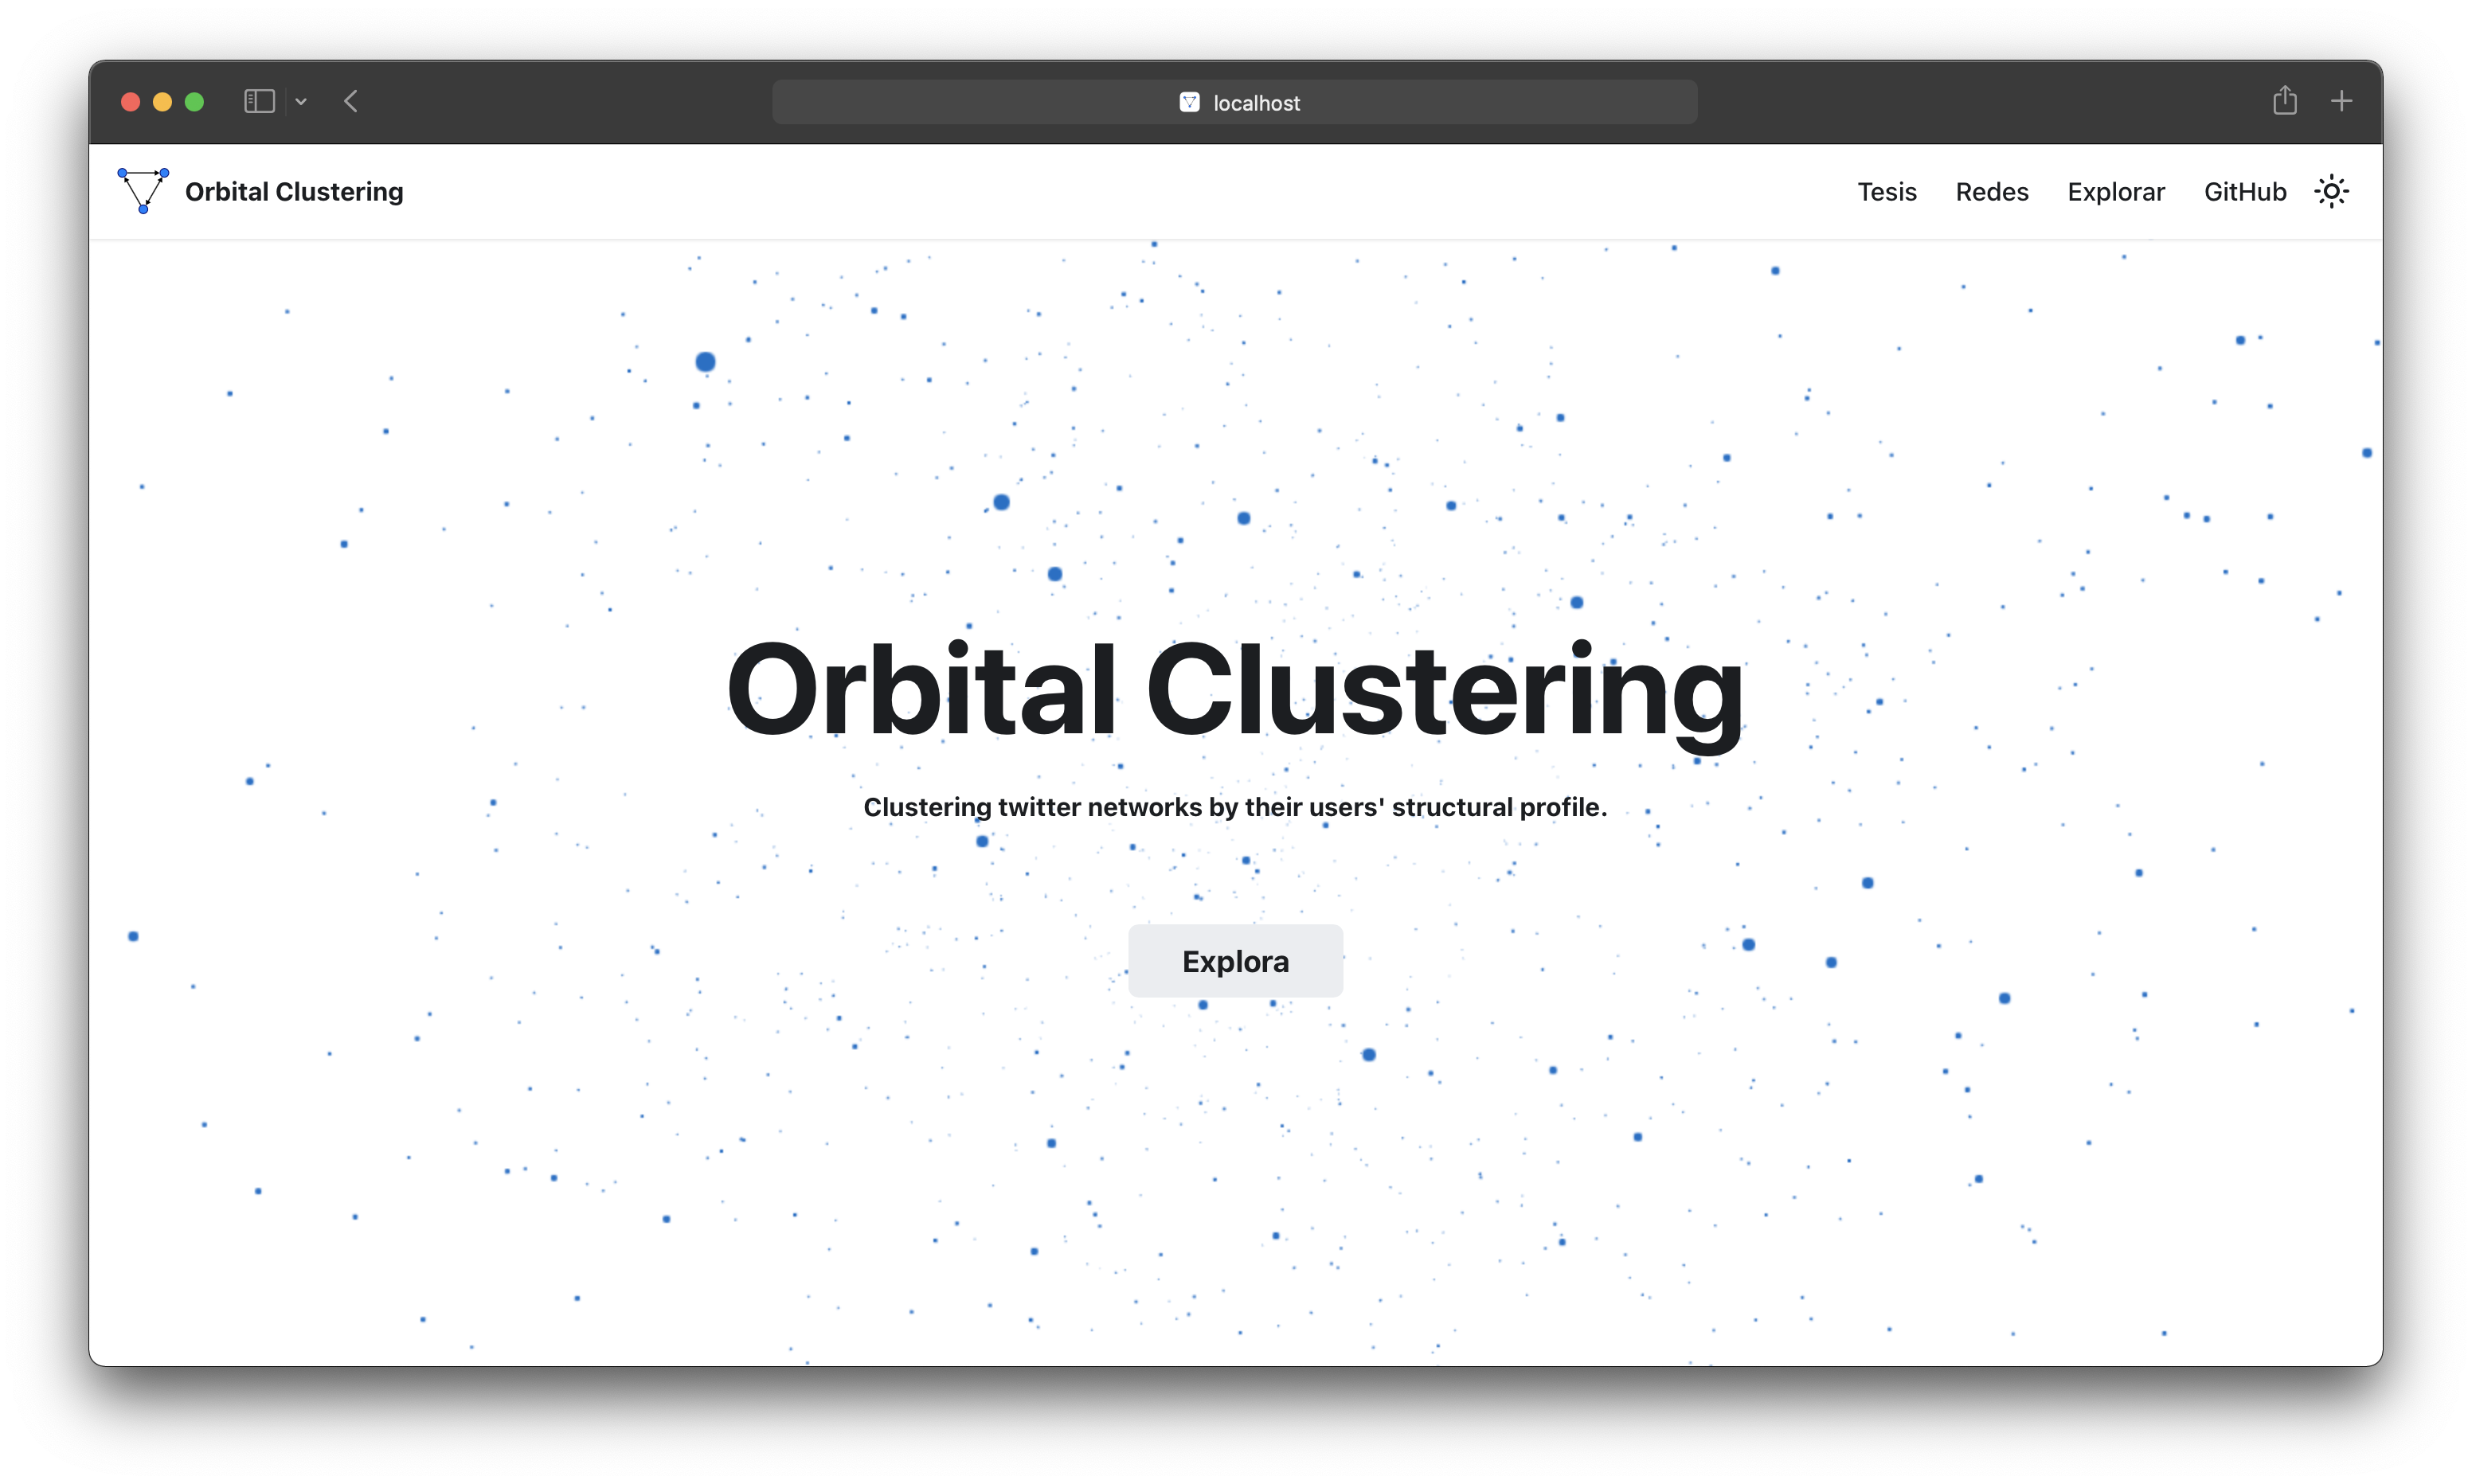 localhost
Orbital Clustering
Tesis Redes Explorar GitHub
Orbital Clustering
Clustering twitter networks by their users' structural profile.
Explora